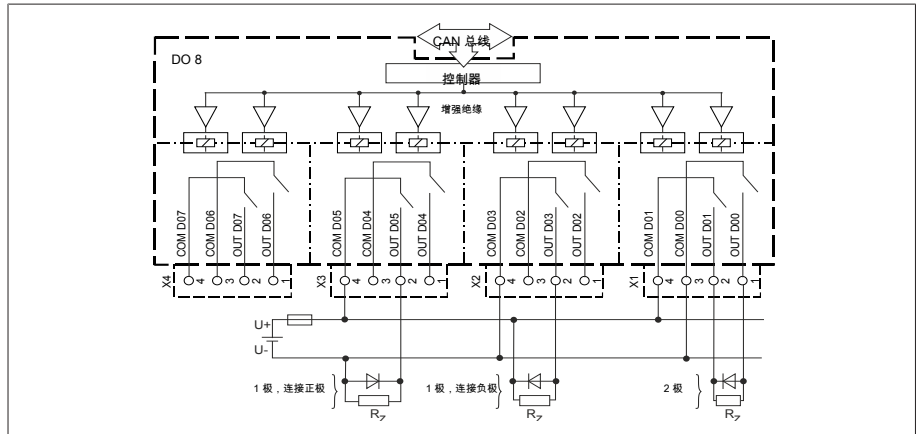 CAN 总线
DO 8
控制器
增强绝缘
COM D07
COM D06
OUT D07
OUT D06
COM D05
COM D04
OUT D05
OUT D04
COM D03
COM D02
OUT D03
OUT D02
COM D01
COM D00
OUT D01
OUT D00
X4
4
3
2
1
X3
4
3
2
1
X2
4
3
2
1
X1
4
3
2
1
U+
U-
1 极，连接正极
1 极，连接负极
2 极
RZ
RZ
RZ